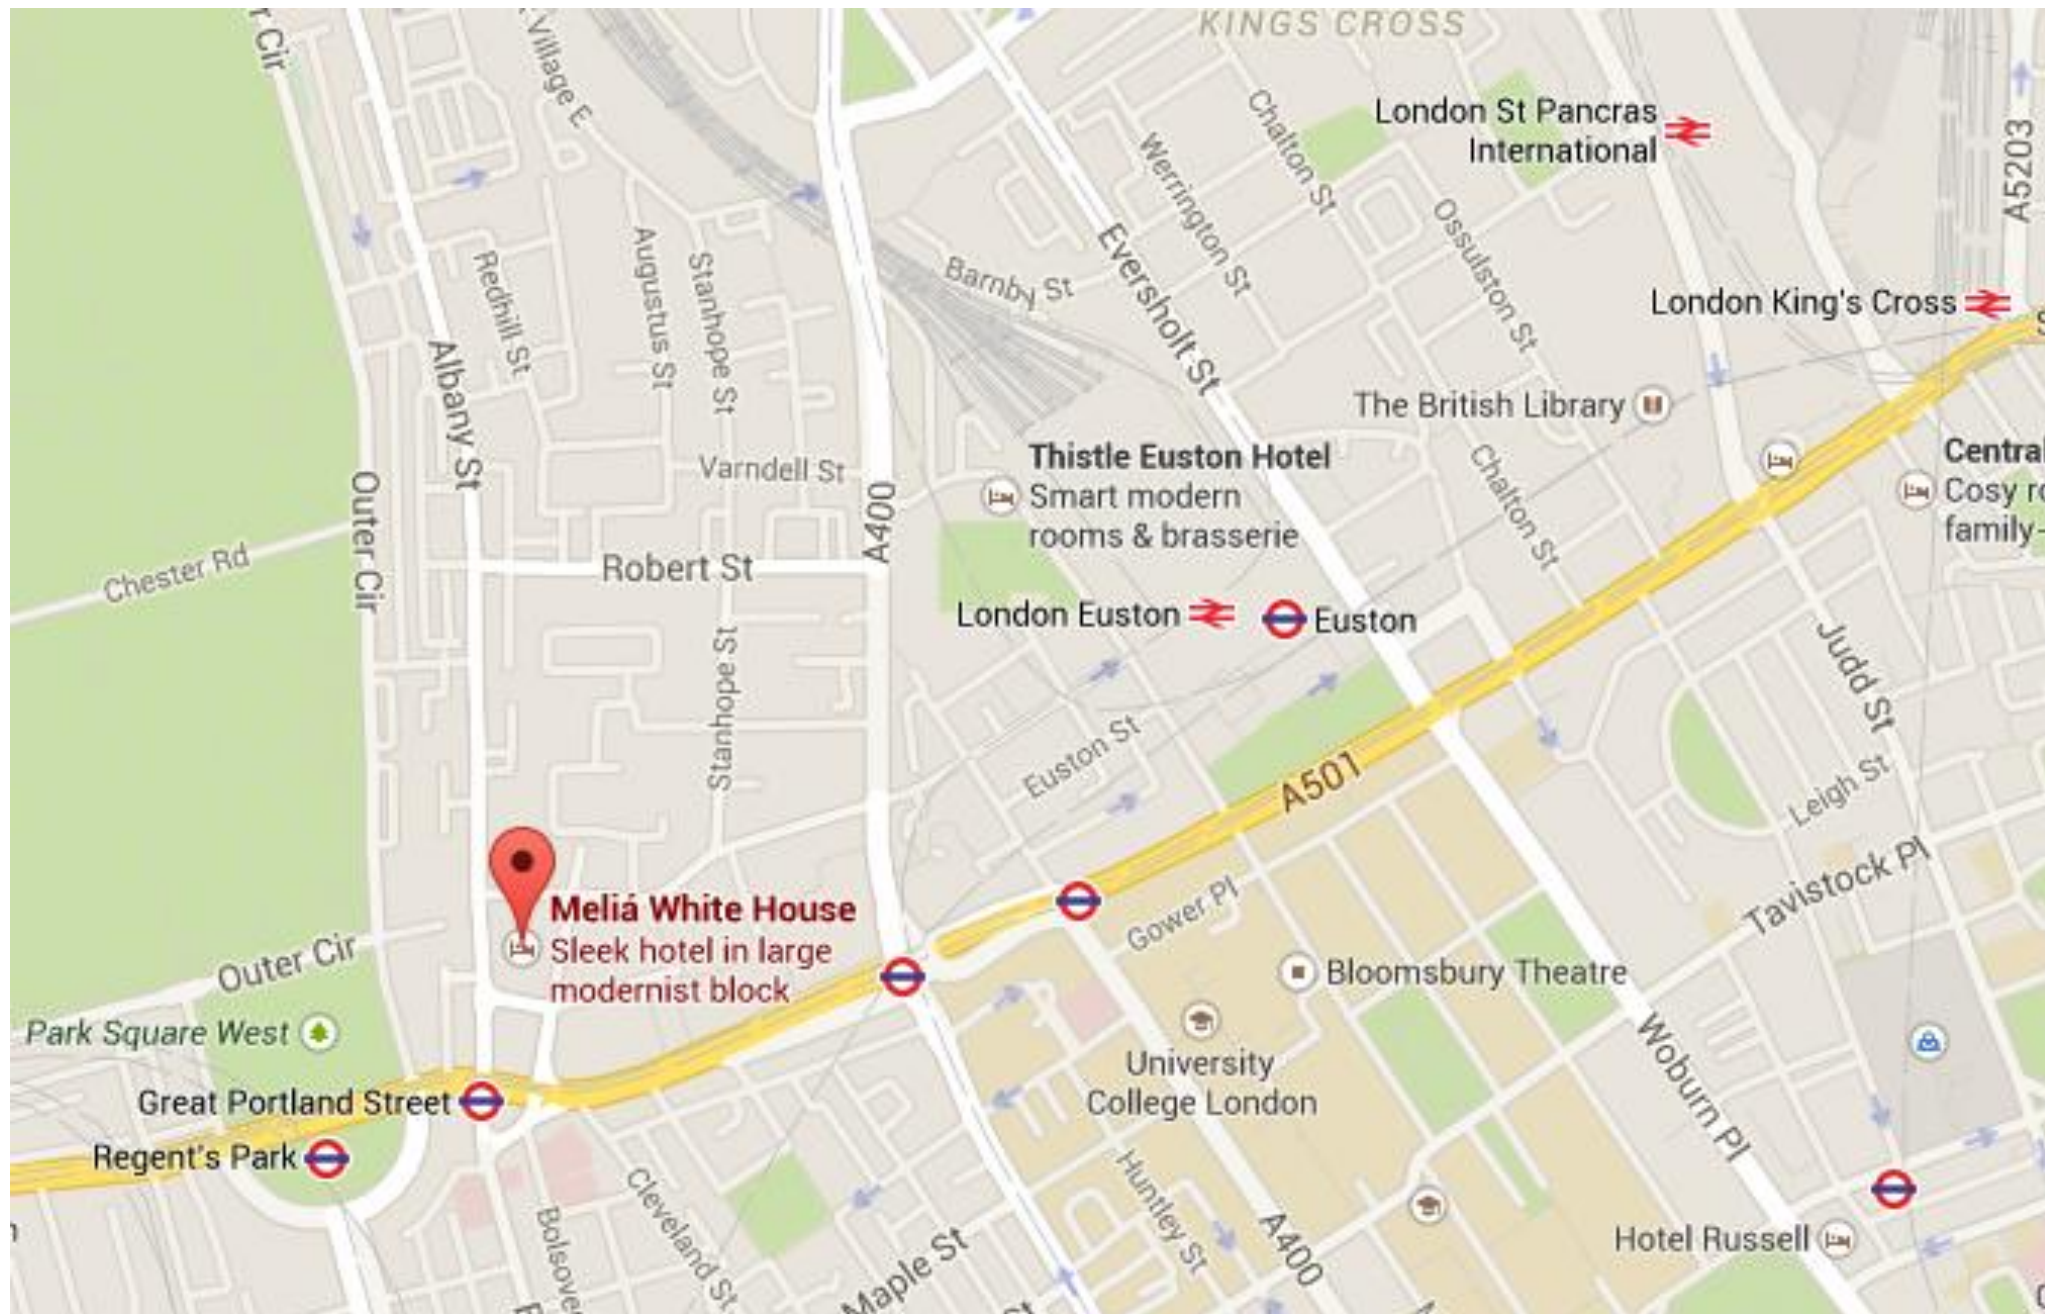 KINGS CROSS
r Cir
Village E
Chalton St
London St Pancras
International
A5203
Werrington St
Ossulston St
Augustus St
Stanhope St
Redhill St
Barnby St
Eversholt St
London King's Cross
Albany St
The British Library
Thistle Euston Hotel
Smart modern
rooms & brasserie
Central
Cosy ro
family-
Varndell St
Chalton St
Outer Cir
A400
Chester Rd
Robert St
London Euston
Euston
Stanhope St
Judd St
Euston St
A501
Leigh St
Tavistock Pl
Meliá White House
Sleek hotel in large
modernist block
Gower Pl
Outer Cir
Bloomsbury Theatre
Park Square West
University
College London
Woburn Pl
Great Portland Street
Regent's Park
Cleveland St
Huntley St
Bolsove
A400
Maple St
Hotel Russell